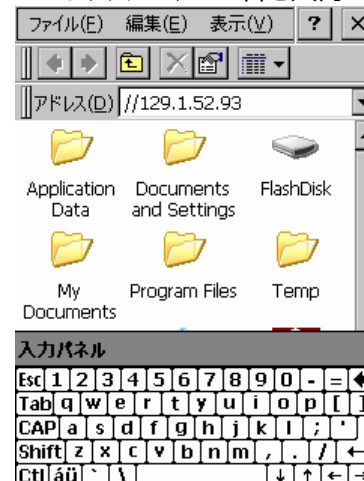 ファイル(F) 編集(E) 表示(V) ? ×
アドレス(D) //129.1.52.93
Application Data
Documents and Settings
FlashDisk
My Documents
Program Files
Temp
入力パネル
Esc 1 2 3 4 5 6 7 8 9 0 - =
Tab q w e r t y u i o p [ ]
CAP a s d f g h j k l ; '
Shift z x c v b n m , . / ←
Ctl áü ` \ ↓ ↑ ← →